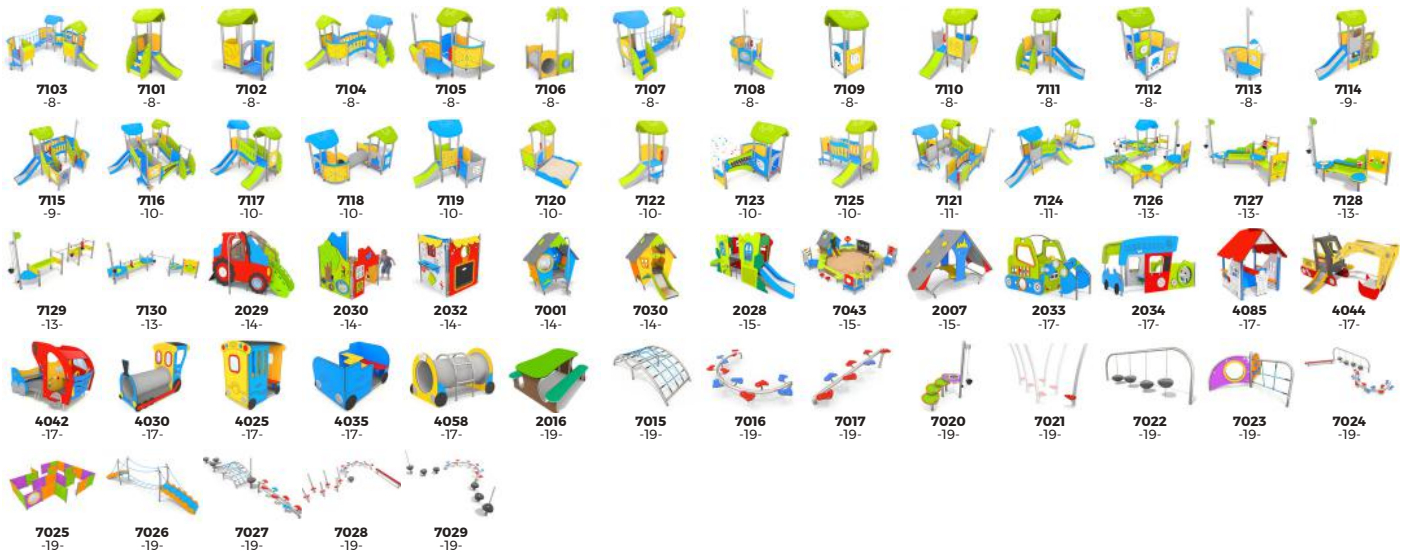 7103 7101 7102 7104 7105 7106 7107 7108 7109 7110 7111 7112 7113 7114
-8- -8- -8- -8- -8- -8- -8- -8- -8- -8- -8- -8- -8- -9-
7115 7116 7117 7118 7119 7120 7122 7123 7125 7121 7124 7126 7127 7128
-9- -10- -10- -10- -10- -10- -10- -10- -10- -11- -11- -13- -13- -13-
7129 7130 2029 2030 2032 7001 7030 2028 7043 2007 2033 2034 4085 4044
-13- -13- -14- -14- -14- -14- -14- -15- -15- -15- -17- -17- -17- -17-
4042 4030 4025 4035 4058 2016 7015 7016 7017 7020 7021 7022 7023 7024
-17- -17- -17- -17- -17- -19- -19- -19- -19- -19- -19- -19- -19- -19-
7025 7026 7027 7028 7029
-19- -19- -19- -19- -19-